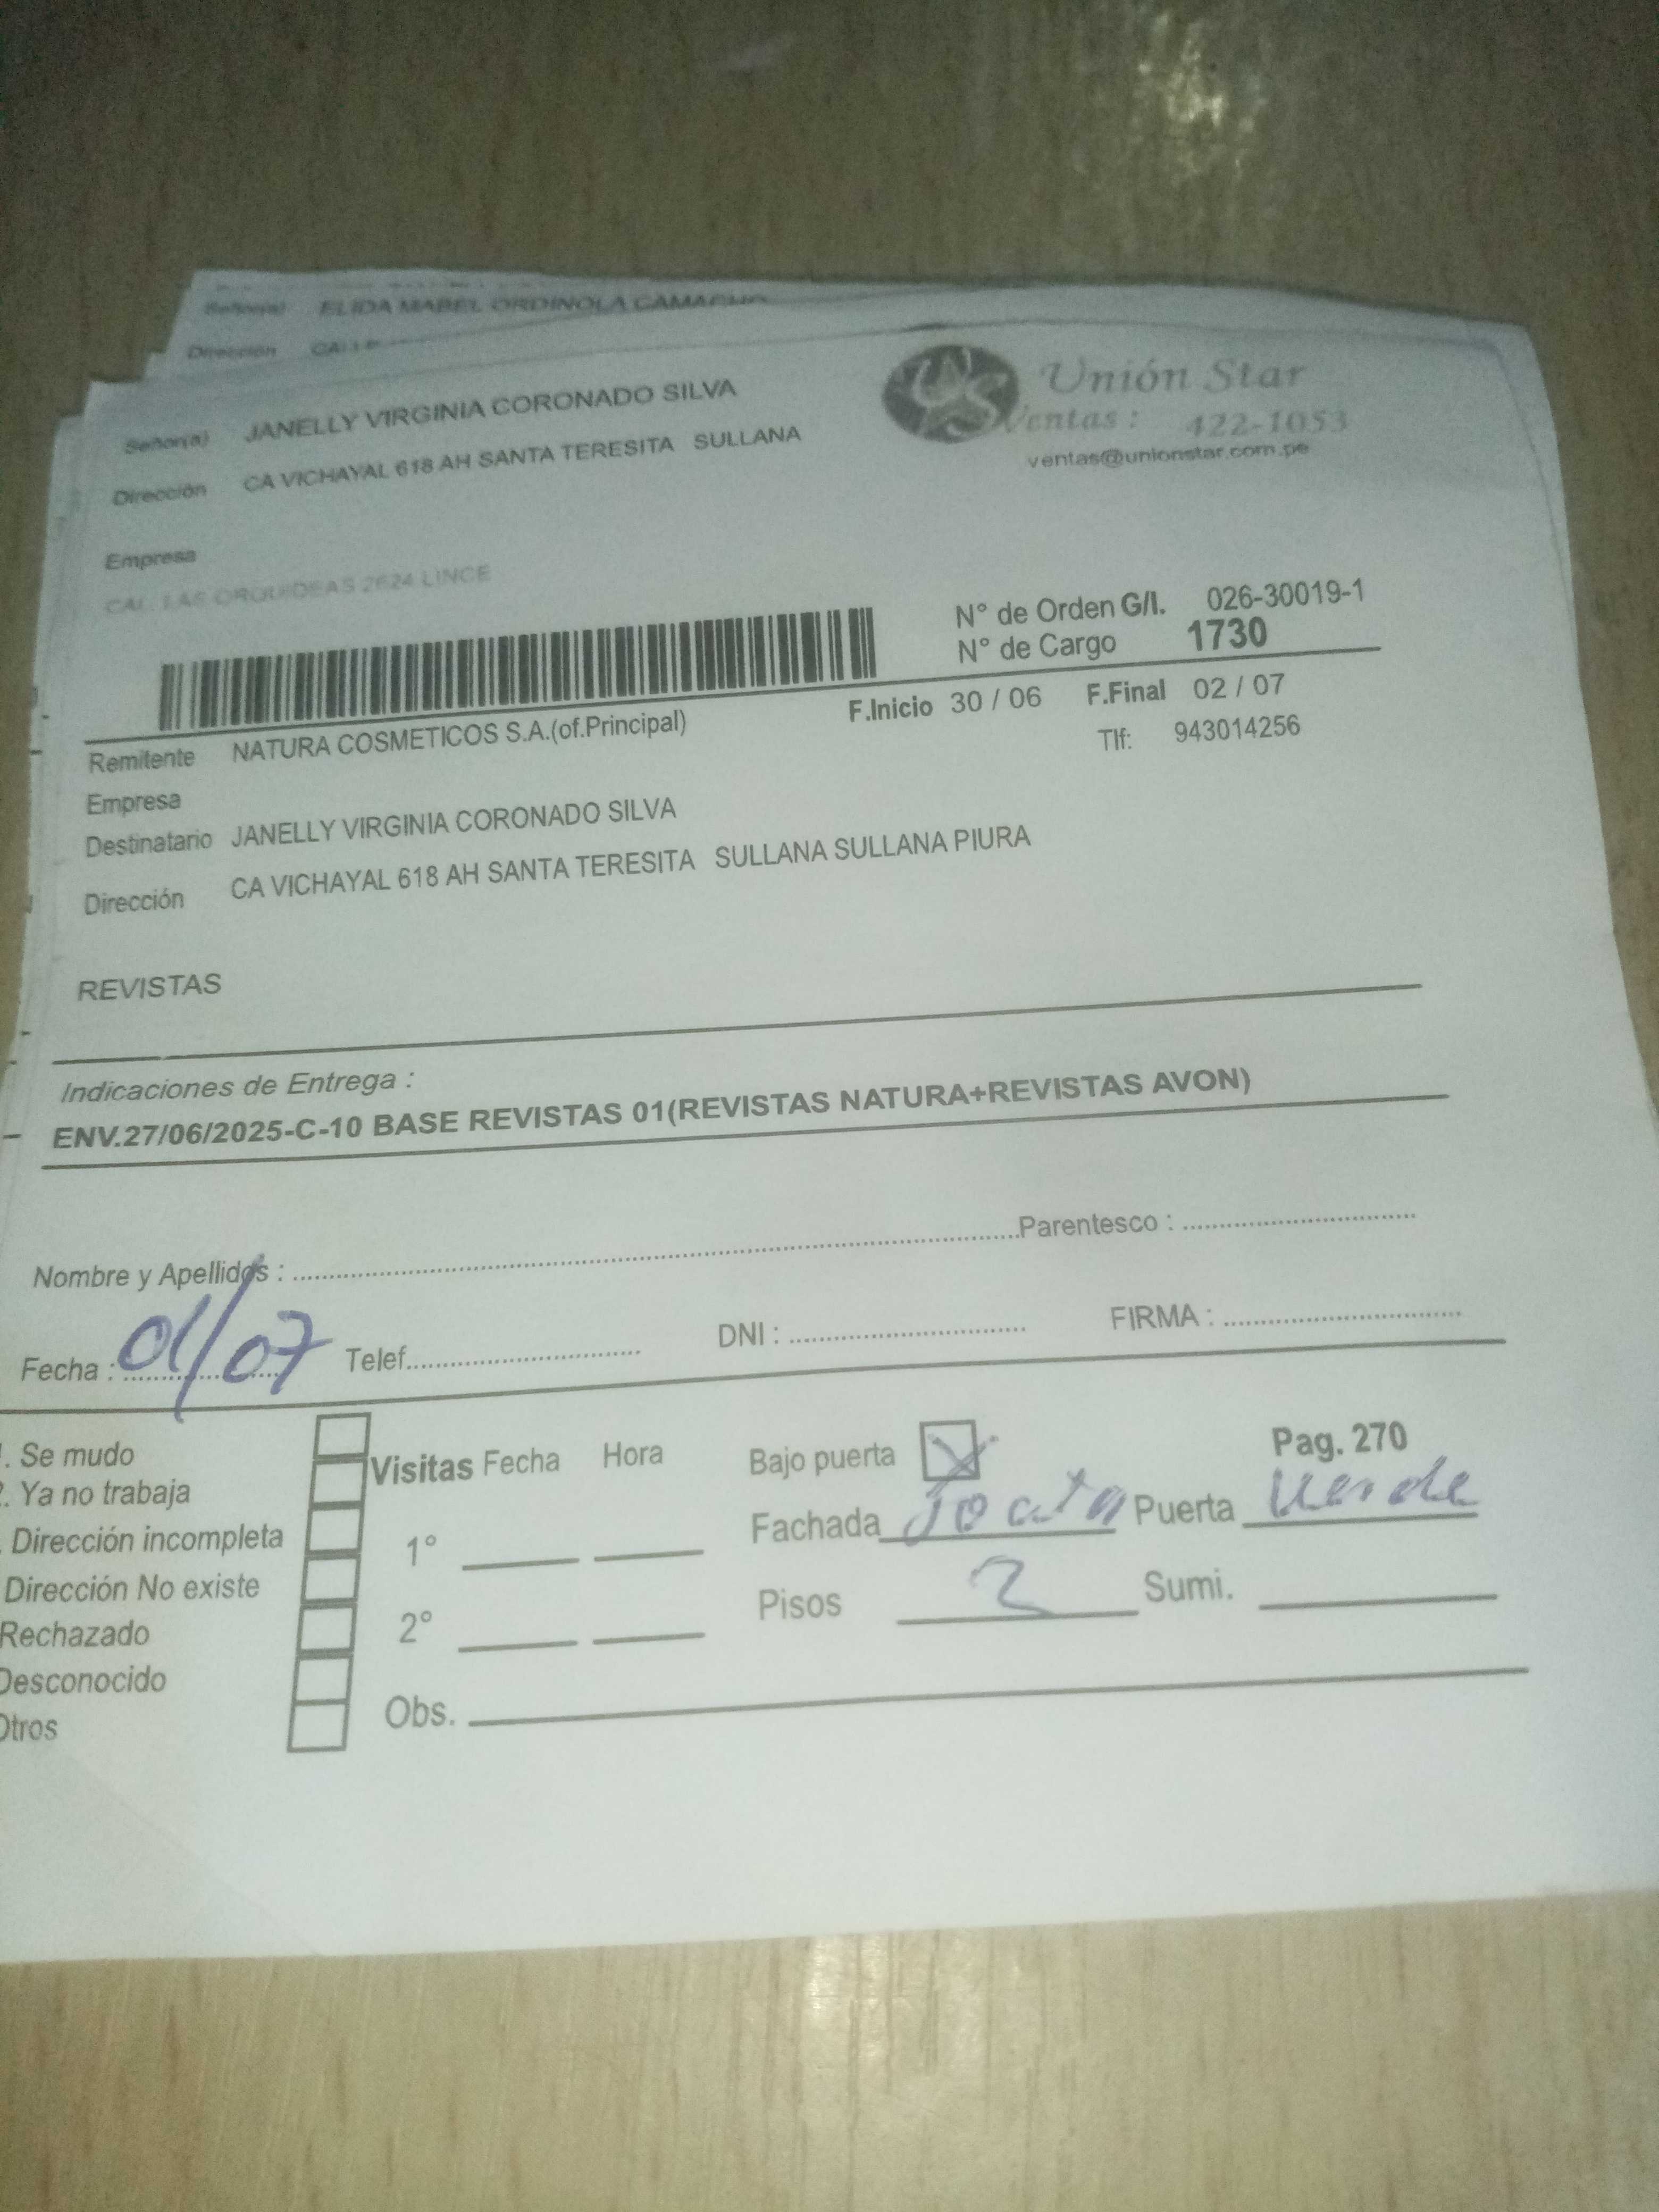 Señor(a) ELIDA MABEL ORDINOLA CAMACHO
Dirección
Señor(a) JANELLY VIRGINIA CORONADO SILVA
Dirección CA VICHAYAL 618 AH SANTA TERESITA SULLANA
Unión Star
Ventas : 422-1053
ventas@unionstar.com.pe
Empresa
CAL. LAS ORQUIDEAS 2624 LINCE
N° de Orden G/I. 026-30019-1
N° de Cargo 1730
F.Inicio 30 / 06 F.Final 02 / 07
Remitente NATURA COSMETICOS S.A.(of.Principal)
Tlf: 943014256
Empresa
Destinatario JANELLY VIRGINIA CORONADO SILVA
Dirección CA VICHAYAL 618 AH SANTA TERESITA SULLANA SULLANA PIURA
REVISTAS
Indicaciones de Entrega :
ENV.27/06/2025-C-10 BASE REVISTAS 01(REVISTAS NATURA+REVISTAS AVON)
Nombre y Apellidos : Parentesco :
Fecha : 01/07 Telef. DNI : FIRMA :
. Se mudo
. Ya no trabaja
. Dirección incompleta
Dirección No existe
Rechazado
Desconocido
Otros
Visitas Fecha Hora
1°
2°
Obs.
Bajo puerta X Pag. 270
Fachada Puerta Verde
Pisos 2 Sumi.